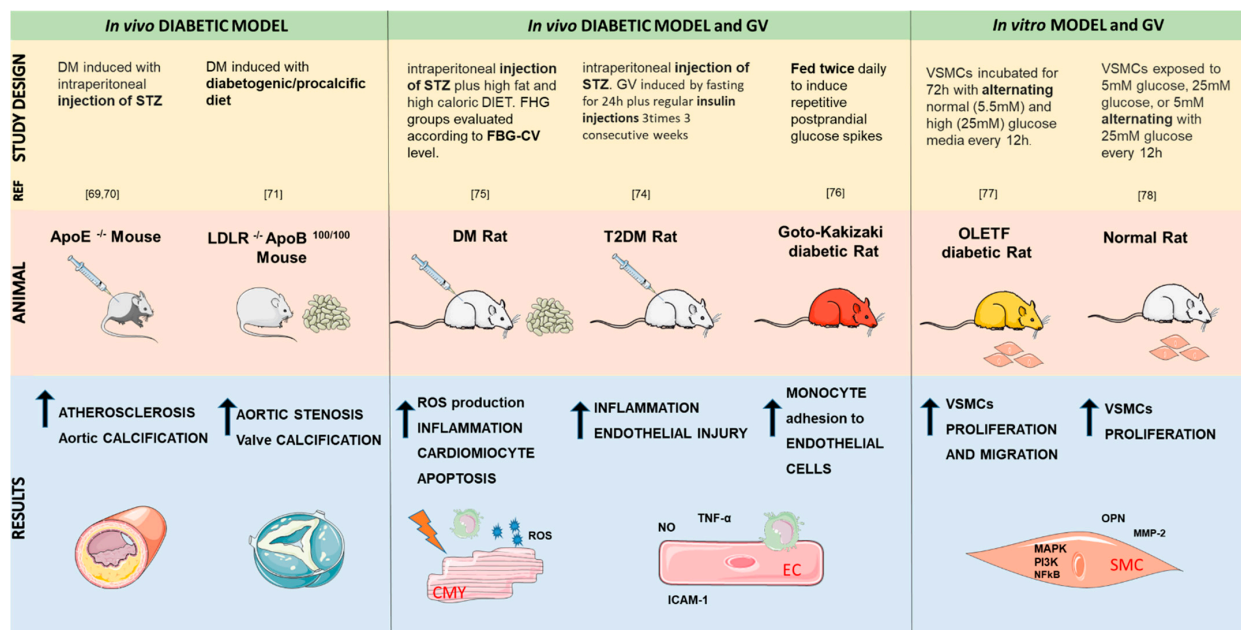 In vivo DIABETIC MODEL
In vivo DIABETIC MODEL and GV
In vitro MODEL and GV
STUDY DESIGN
DM induced with
intraperitoneal
injection of STZ
DM induced with
diabetogenic/procalcific
diet
intraperitoneal injection
of STZ plus high fat and
high caloric DIET. FHG
groups evaluated
according to FBG-CV
level.
intraperitoneal injection of
STZ. GV induced by fasting
for 24h plus regular insulin
injections 3times 3
consecutive weeks
Fed twice daily
to induce
repetitive
postprandial
glucose spikes
VSMCs incubated for
72h with alternating
normal (5.5mM) and
high (25mM) glucose
media every 12h.
VSMCs exposed to
5mM glucose, 25mM
glucose, or 5mM
alternating with
25mM glucose
every 12h
REF
[69,70]
[71]
[75]
[74]
[76]
[77]
[78]
ANIMAL
ApoE -/- Mouse
LDLR -/- ApoB 100/100
Mouse
DM Rat
T2DM Rat
Goto-Kakizaki
diabetic Rat
OLETF
diabetic Rat
Normal Rat
RESULTS
ATHEROSCLEROSIS
Aortic CALCIFICATION
AORTIC STENOSIS
Valve CALCIFICATION
ROS production
INFLAMMATION
CARDIOMIOCYTE
APOPTOSIS
INFLAMMATION
ENDOTHELIAL INJURY
MONOCYTE
adhesion to
ENDOTHELIAL
CELLS
VSMCs
PROLIFERATION
AND MIGRATION
VSMCs
PROLIFERATION
ROS
CMY
NO
TNF-α
EC
ICAM-1
OPN
MMP-2
MAPK
PI3K
NFkB
SMC